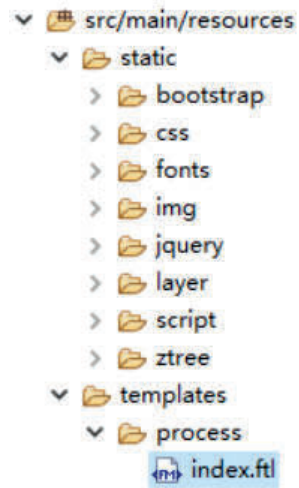 src/main/resources
static
bootstrap
css
fonts
img
jquery
layer
script
ztree
templates
process
index.ftl